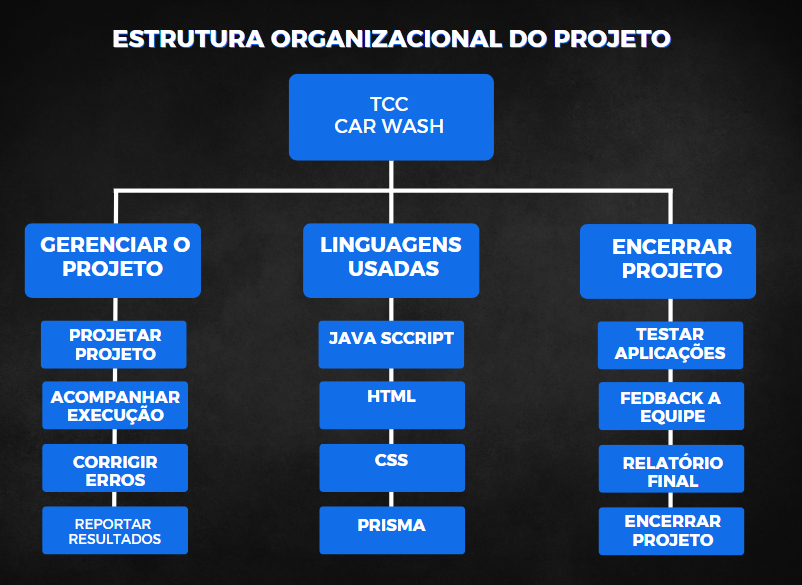 ESTRUTURA ORGANIZACIONAL DO PROJETO
TCC
CAR WASH
GERENCIAR O
PROJETO
PROJETAR
PROJETO
ACOMPANHAR
EXECUÇÃO
CORRIGIR
ERROS
REPORTAR
RESULTADOS
LINGUAGENS
USADAS
JAVA SCCRIPT
HTML
CSS
PRISMA
ENCERRAR
PROJETO
TESTAR
APLICAÇÕES
FEDBACK A
EQUIPE
RELATÓRIO
FINAL
ENCERRAR
PROJETO